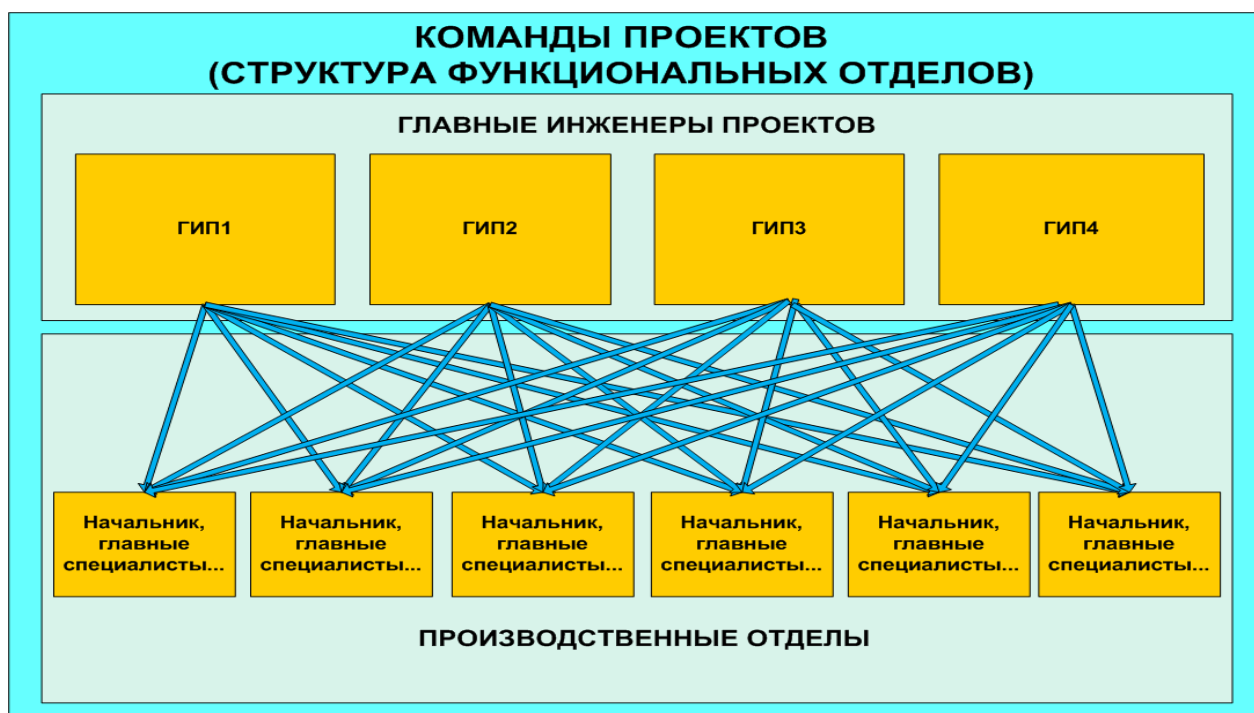 КОМАНДЫ ПРОЕКТОВ
(СТРУКТУРА ФУНКЦИОНАЛЬНЫХ ОТДЕЛОВ)
ГЛАВНЫЕ ИНЖЕНЕРЫ ПРОЕКТОВ
ГИП1
ГИП2
ГИП3
ГИП4
Начальник,
главные
специалисты...
Начальник,
главные
специалисты...
Начальник,
главные
специалисты...
Начальник,
главные
специалисты...
Начальник,
главные
специалисты...
Начальник,
главные
специалисты...
ПРОИЗВОДСТВЕННЫЕ ОТДЕЛЫ